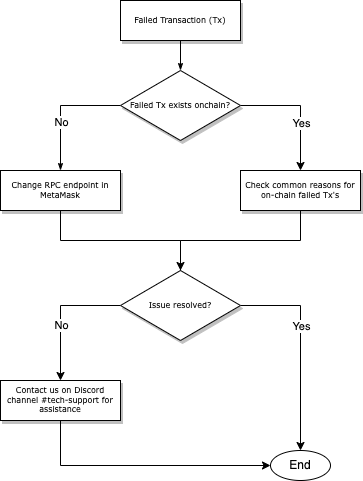 Failed Transaction (Tx)
Failed Tx exists onchain?
No
Yes
Change RPC endpoint in
MetaMask
Check common reasons for
on-chain failed Tx's
Issue resolved?
No
Yes
Contact us on Discord
channel #tech-support for
assistance
End